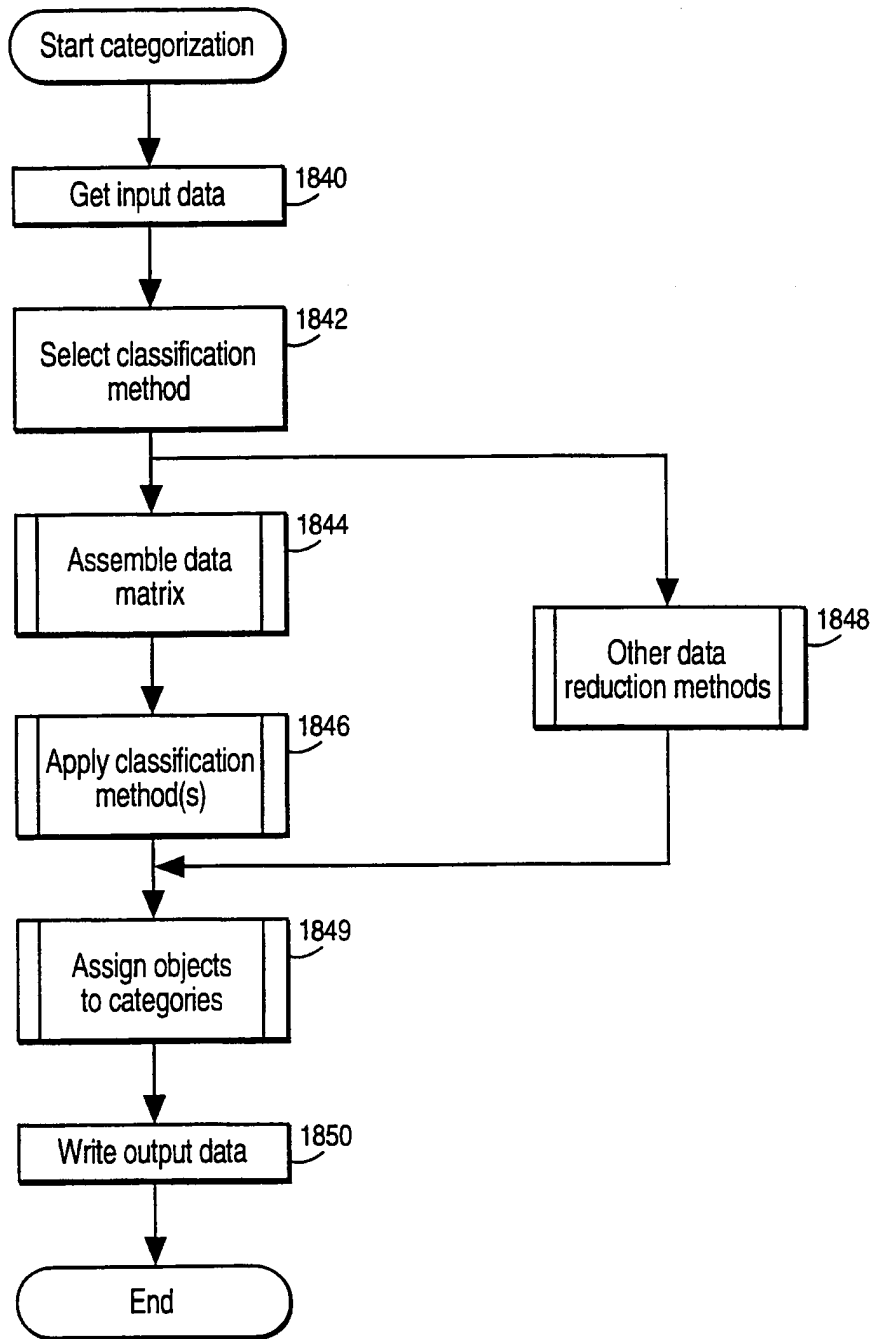 Start categorization
Get input data
1840
Select classification
method
1842
Assemble data
matrix
1844
Other data
reduction methods
1848
Apply classification
method(s)
1846
Assign objects
to categories
1849
Write output data
1850
End